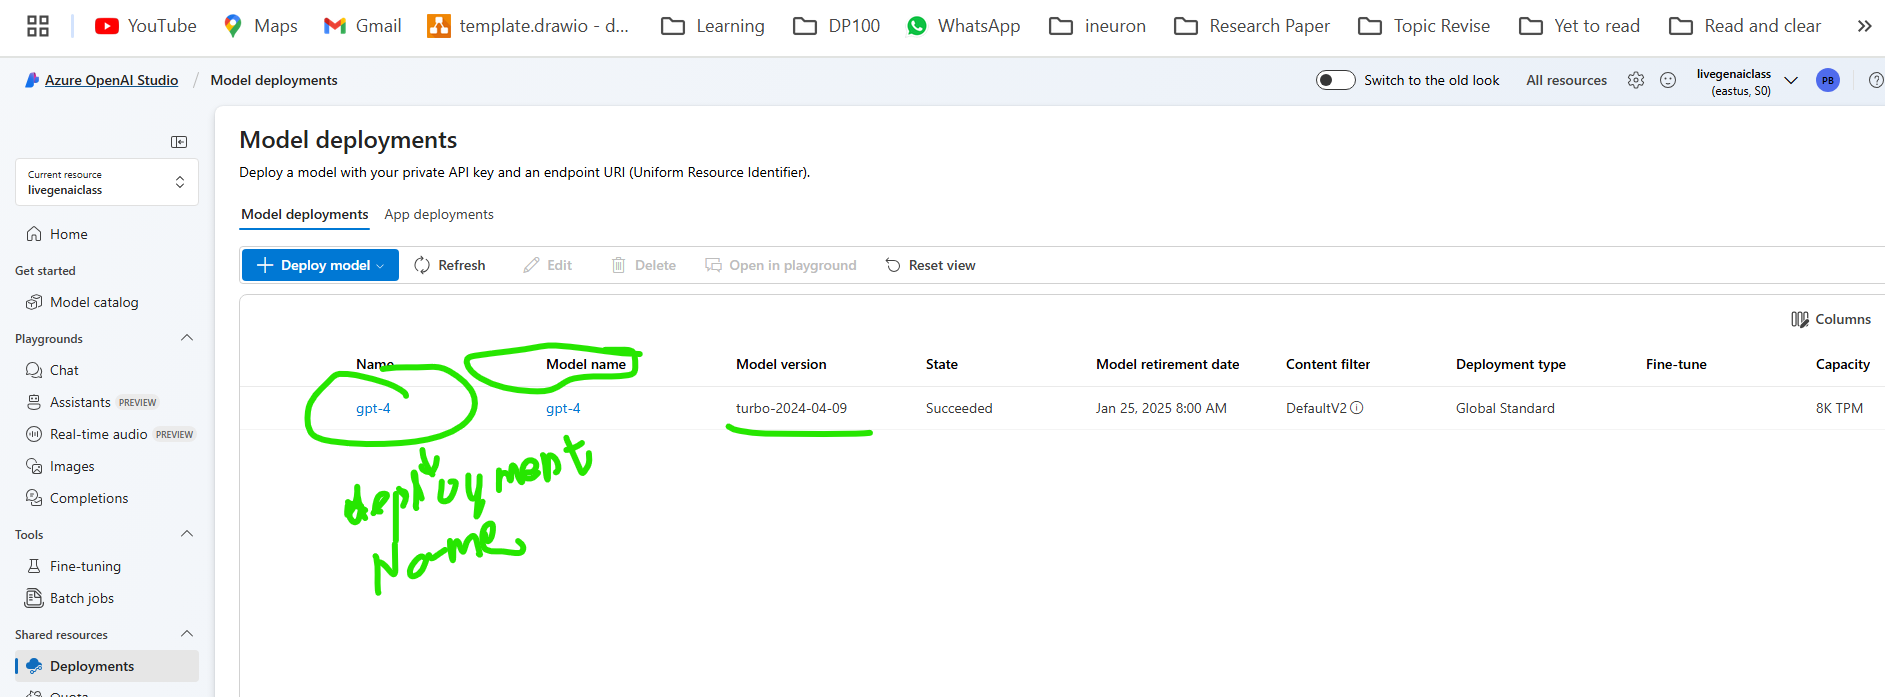 YouTube Maps Gmail template.drawio - d... Learning DP100 WhatsApp ineuron Research Paper Topic Revise Yet to read Read and clear
Azure OpenAI Studio / Model deployments Switch to the old look All resources livegenaiclass (eastus, S0) PB
Current resource
livegenaiclass
Home
Get started
Model catalog
Playgrounds
Chat
Assistants PREVIEW
Real-time audio PREVIEW
Images
Completions
Tools
Fine-tuning
Batch jobs
Shared resources
Deployments
Quota
Model deployments
Deploy a model with your private API key and an endpoint URI (Uniform Resource Identifier).
Model deployments App deployments
Deploy model Refresh Edit Delete Open in playground Reset view
Columns
Name Model name Model version State Model retirement date Content filter Deployment type Fine-tune Capacity
gpt-4 gpt-4 turbo-2024-04-09 Succeeded Jan 25, 2025 8:00 AM DefaultV2 Global Standard 8K TPM
deployment
Name